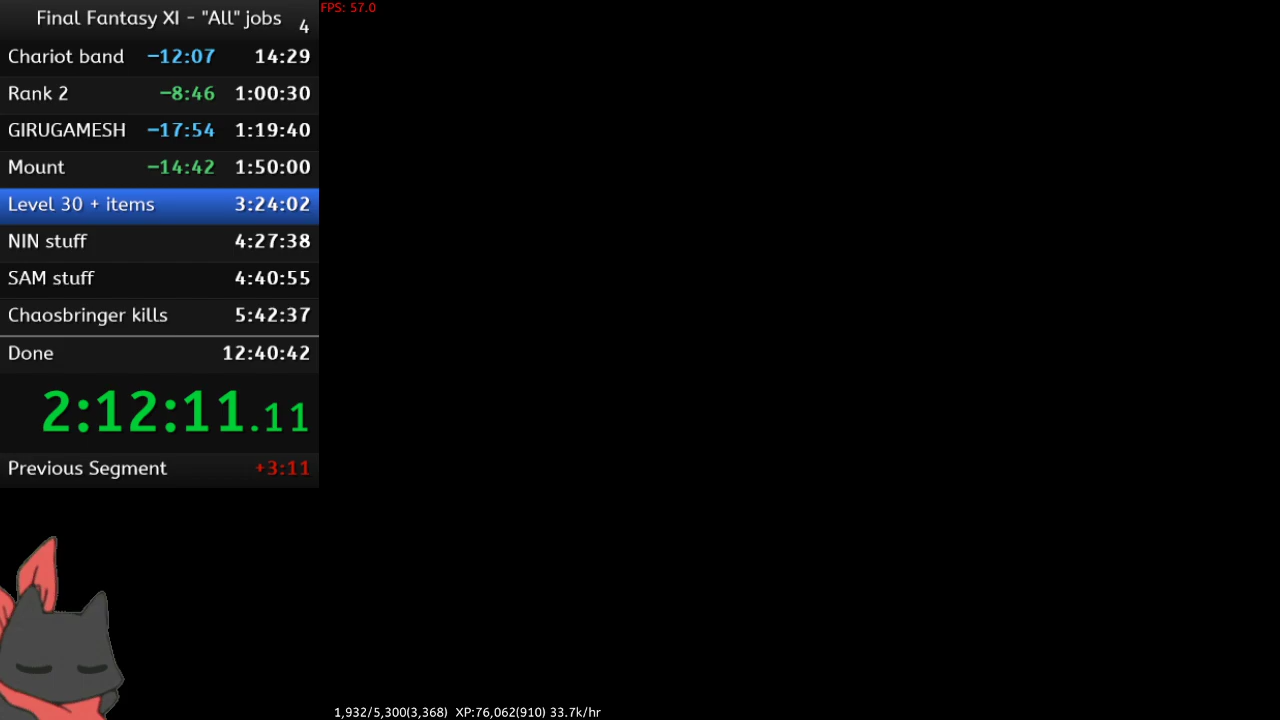 Final Fantasy XI - "All" jobs 4
FPS: 57.0
Chariot band −12:07 14:29
Rank 2 −8:46 1:00:30
GIRUGAMESH −17:54 1:19:40
Mount −14:42 1:50:00
Level 30 + items 3:24:02
NIN stuff 4:27:38
SAM stuff 4:40:55
Chaosbringer kills 5:42:37
Done 12:40:42
2:12:11.11
Previous Segment +3:11
1,932/5,300(3,368) XP:76,062(910) 33.7k/hr